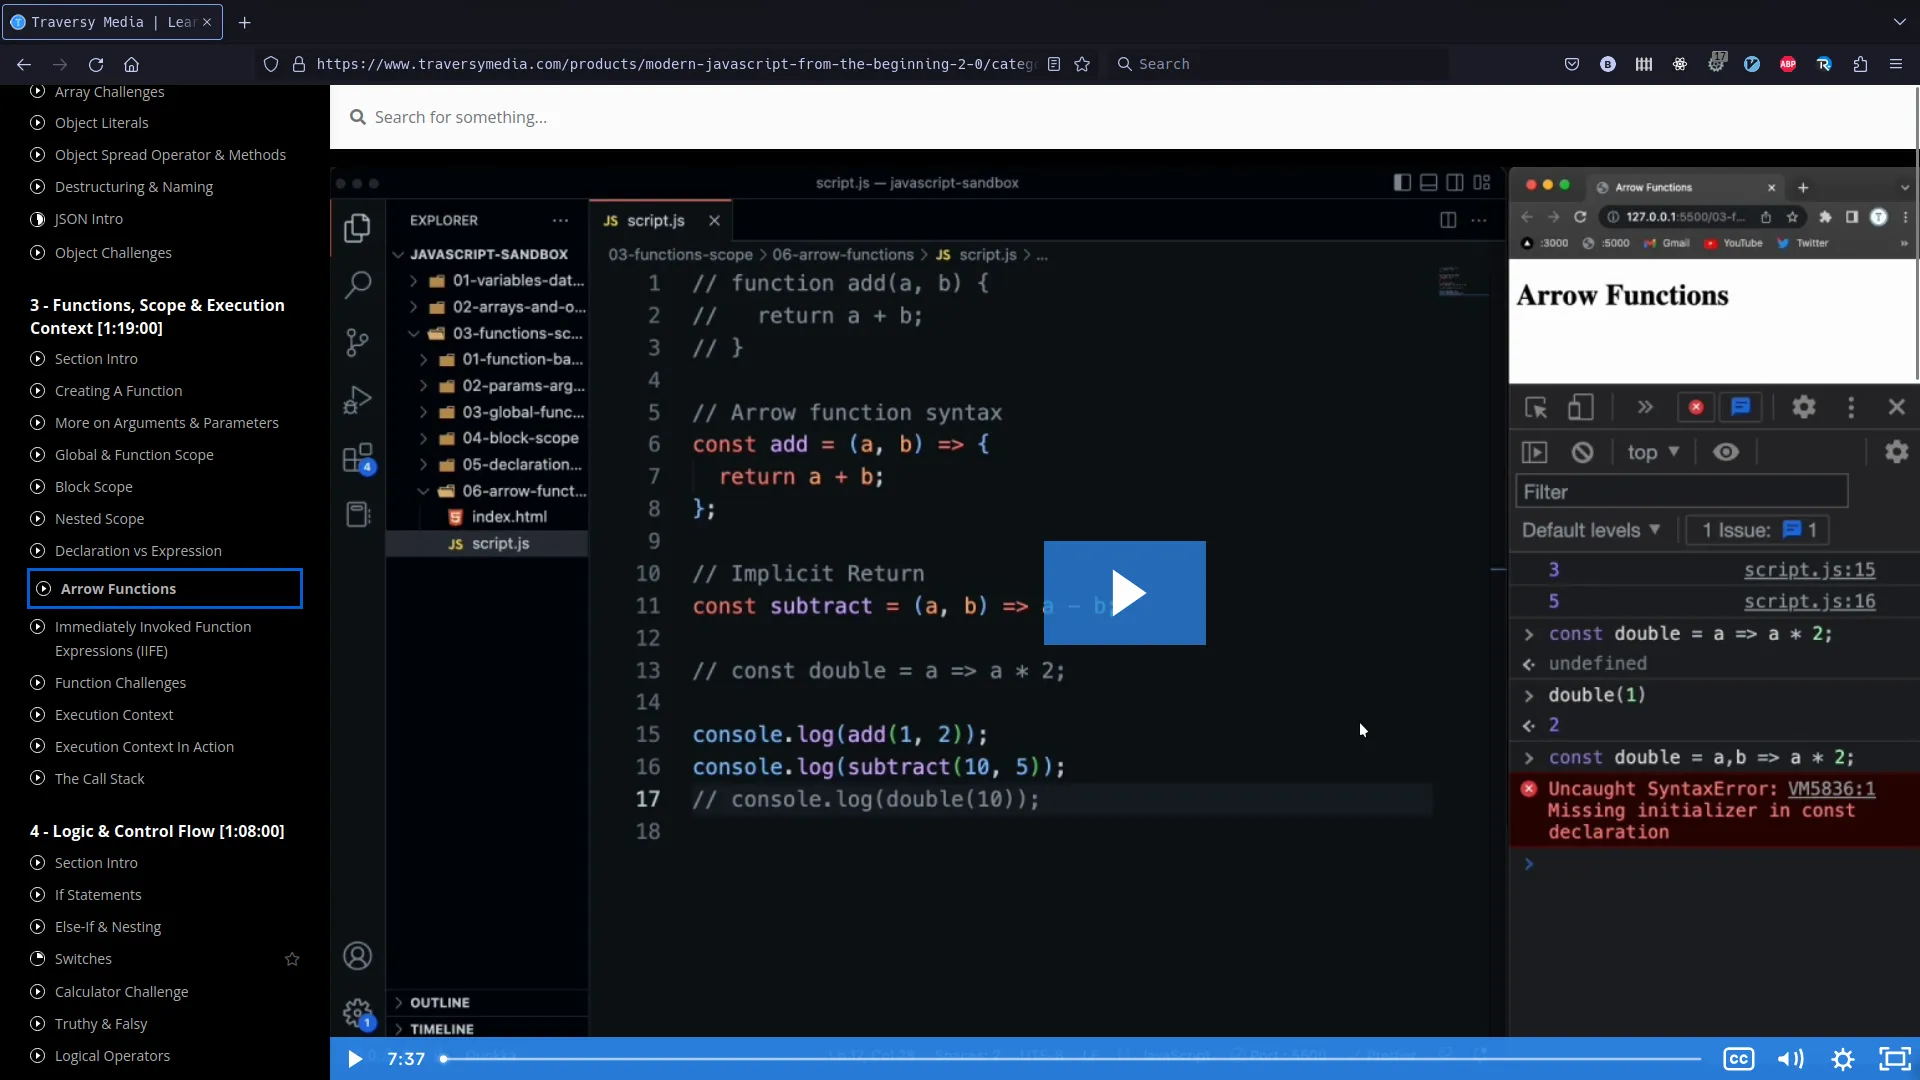 Traversy Media | Lear
https://www.traversymedia.com/products/modern-javascript-from-the-beginning-2-0/categ
Search
17
B
ABP
Array Challenges
Object Literals
Object Spread Operator & Methods
Destructuring & Naming
JSON Intro
Object Challenges
3 - Functions, Scope & Execution
Context [1:19:00]
Section Intro
Creating A Function
More on Arguments & Parameters
Global & Function Scope
Block Scope
Nested Scope
Declaration vs Expression
Arrow Functions
Immediately Invoked Function
Expressions (IIFE)
Function Challenges
Execution Context
Execution Context In Action
The Call Stack
4 - Logic & Control Flow [1:08:00]
Section Intro
If Statements
Else-If & Nesting
Switches
Calculator Challenge
Truthy & Falsy
Logical Operators
Search for something...
script.js — javascript-sandbox
EXPLORER
JAVASCRIPT-SANDBOX
01-variables-dat...
02-arrays-and-o...
03-functions-sc...
01-function-ba...
02-params-arg...
03-global-func...
04-block-scope
05-declaration...
06-arrow-funct...
index.html
JS script.js
4
1
OUTLINE
TIMELINE
JS script.js
03-functions-scope > 06-arrow-functions > JS script.js > ...
1 // function add(a, b) {
2 //   return a + b;
3 // }
4
5 // Arrow function syntax
6 const add = (a, b) => {
7   return a + b;
8 };
9
10 // Implicit Return
11 const subtract = (a, b) => a - b;
12
13 // const double = a => a * 2;
14
15 console.log(add(1, 2));
16 console.log(subtract(10, 5));
17 // console.log(double(10));
18
Arrow Functions
127.0.0.1:5500/03-f...
T
:3000 :5000 Gmail YouTube Twitter
Arrow Functions
top
Filter
Default levels 1 Issue: 1
3 script.js:15
5 script.js:16
const double = a => a * 2;
undefined
double(1)
2
const double = a,b => a * 2;
Uncaught SyntaxError: VM5836:1
Missing initializer in const
declaration
7:37
CC